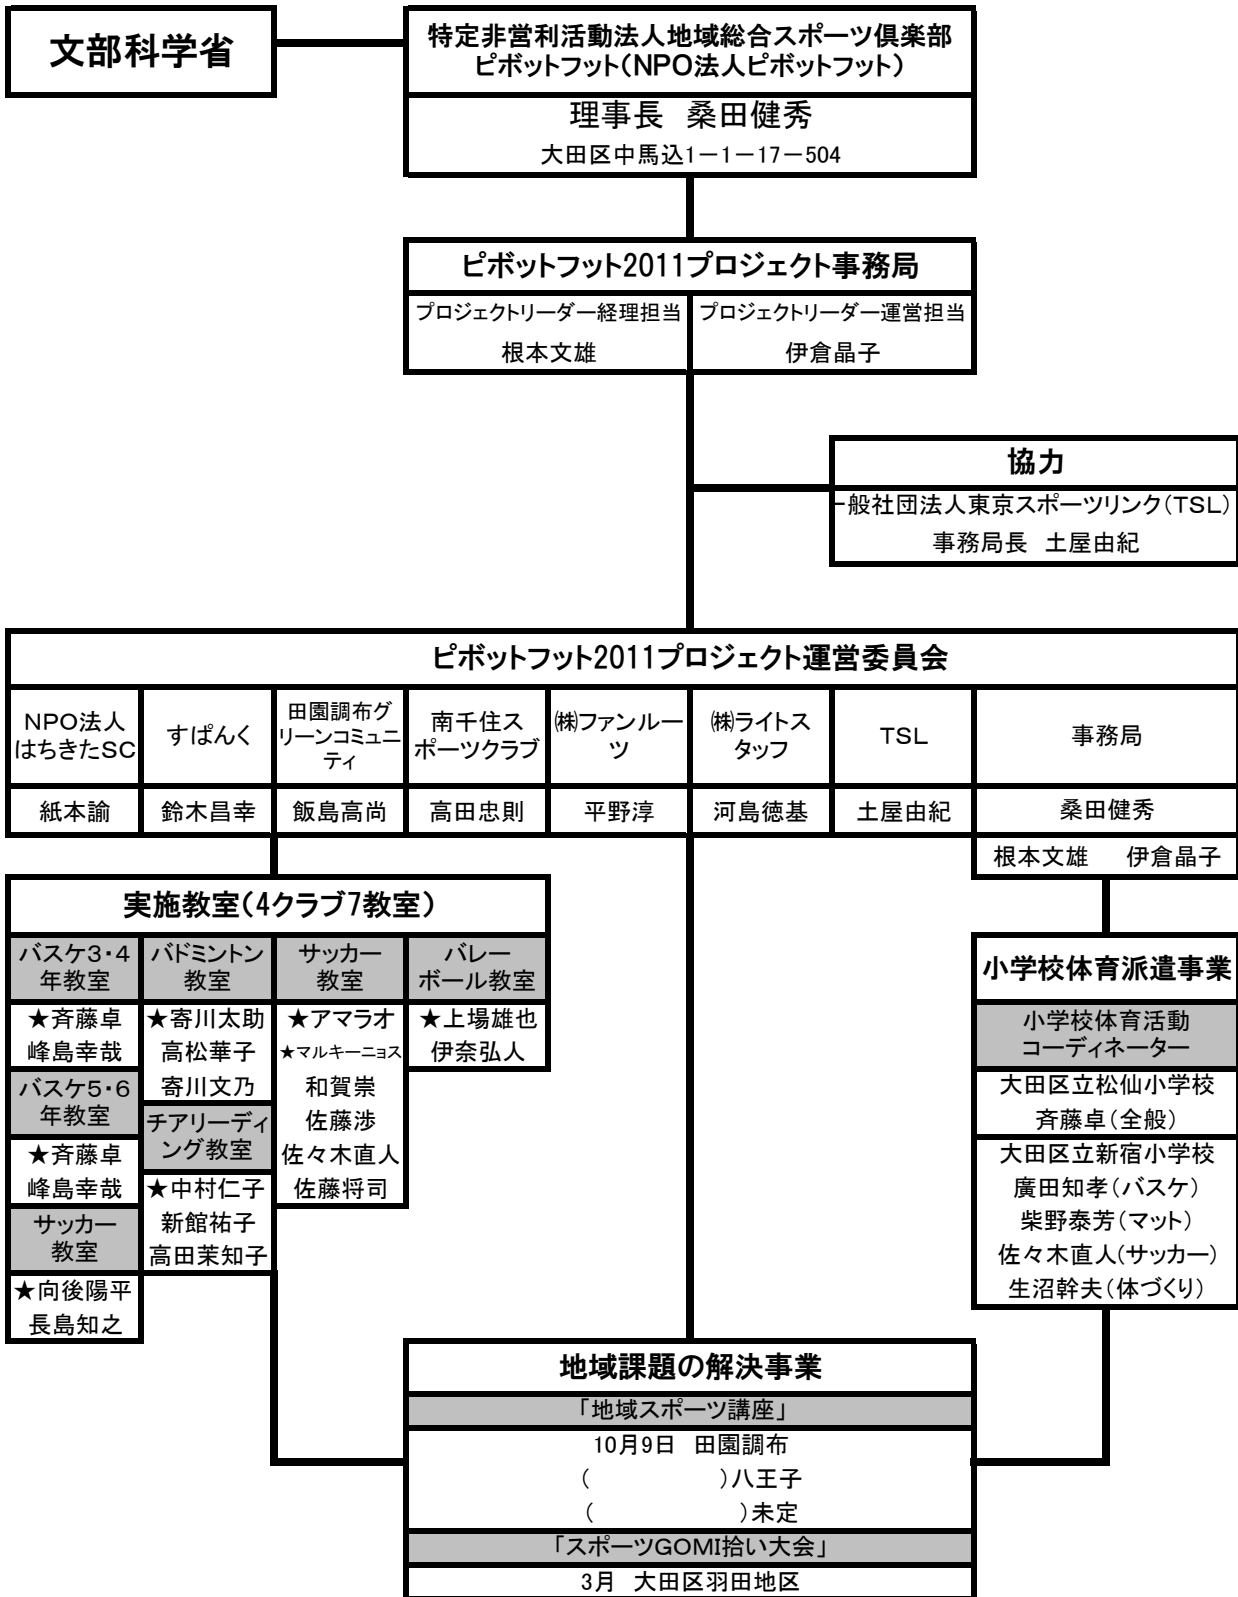 文部科学省
特定非営利活動法人地域総合スポーツ倶楽部
ピボットフット（NPO法人ピボットフット）
理事長　桑田健秀
大田区中馬込1－1－17－504
ピボットフット2011プロジェクト事務局
プロジェクトリーダー経理担当
根本文雄
プロジェクトリーダー運営担当
伊倉晶子
協力
一般社団法人東京スポーツリンク（TSL）
事務局長　土屋由紀
ピボットフット2011プロジェクト運営委員会
NPO法人
はちきたSC
すぱんく
田園調布グ
リーンコミュニ
ティ
南千住ス
ポーツクラブ
㈱ファンルー
ツ
㈱ライトス
タッフ
TSL
事務局
紙本諭
鈴木昌幸
飯島高尚
高田忠則
平野淳
河島徳基
土屋由紀
桑田健秀
根本文雄　伊倉晶子
実施教室（4クラブ7教室）
バスケ3・4
年教室
★斉藤卓
峰島幸哉
バスケ5・6
年教室
★斉藤卓
峰島幸哉
サッカー
教室
★向後陽平
長島知之
バドミントン
教室
★寄川太助
高松華子
寄川文乃
チアリーディ
ング教室
★中村仁子
新館祐子
高田茉知子
サッカー
教室
★アマラオ
★マルキーニョス
和賀崇
佐藤渉
佐々木直人
佐藤将司
バレー
ボール教室
★上場雄也
伊奈弘人
小学校体育派遣事業
小学校体育活動
コーディネーター
大田区立松仙小学校
斉藤卓（全般）
大田区立新宿小学校
廣田知孝（バスケ）
柴野泰芳（マット）
佐々木直人（サッカー）
生沼幹夫（体づくり）
地域課題の解決事業
「地域スポーツ講座」
10月9日　田園調布
（　　　　　　）八王子
（　　　　　　）未定
「スポーツGOMI拾い大会」
3月　大田区羽田地区